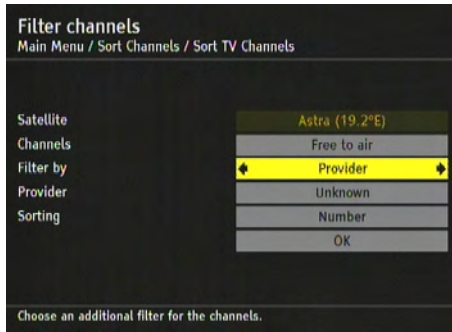 Filter channels
Main Menu / Sort Channels / Sort TV Channels
Satellite Astra (19.2ºE)
Channels Free to air
Filter by Provider
Provider Unknown
Sorting Number
OK
Choose an additional filter for the channels.